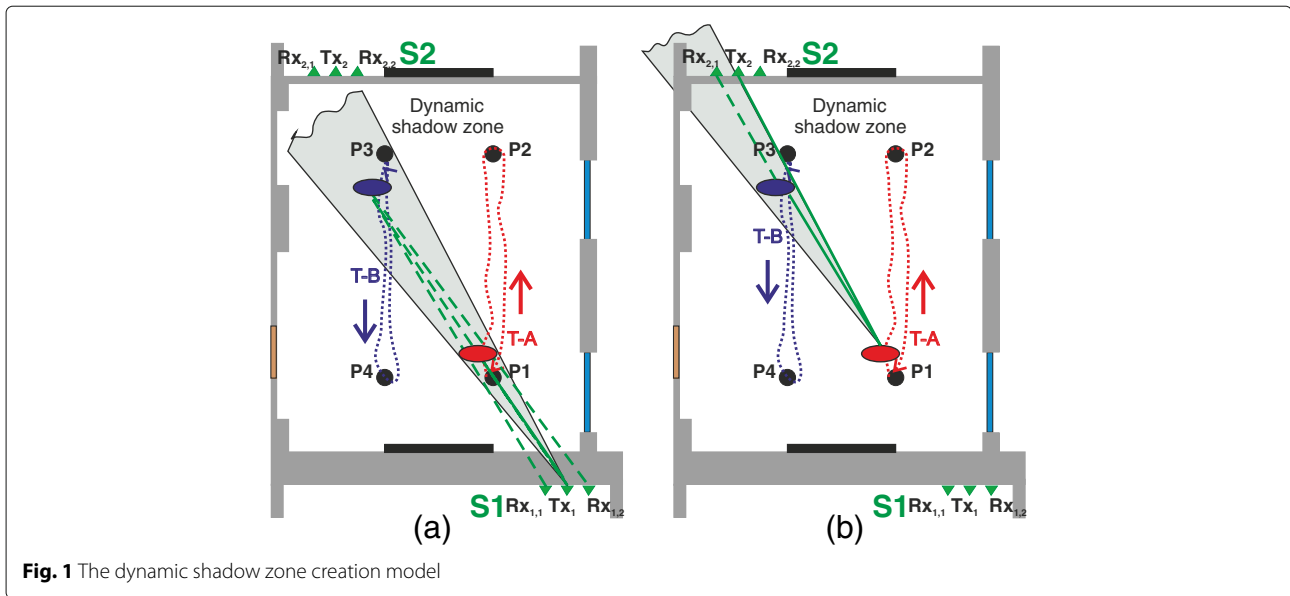 Rx2,1 Tx2 Rx2,2 S2
Dynamic
shadow zone
P3
P2
T-B
T-A
P4
P1
S1 Rx1,1 Tx1 Rx1,2
(a)
Rx2,1 Tx2 Rx2,2 S2
Dynamic
shadow zone
P3
P2
T-B
T-A
P4
P1
S1 Rx1,1 Tx1 Rx1,2
(b)
Fig. 1 The dynamic shadow zone creation model